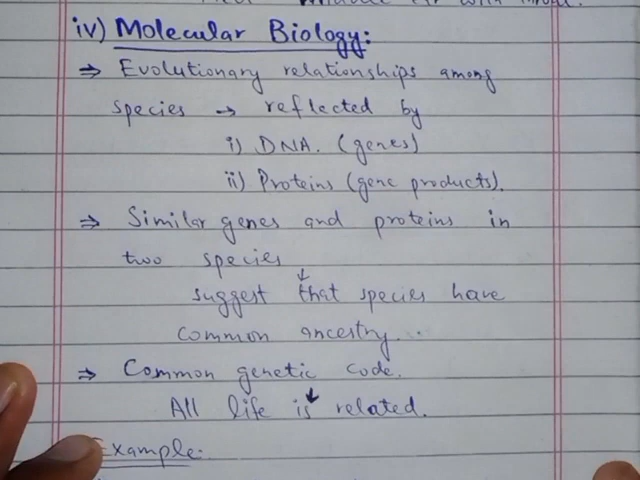 iv) Molecular Biology:
⇒ Evolutionary relationships among
species → reflected by
i) DNA. (genes)
ii) Proteins (gene products).
⇒ Similar genes and proteins in
two species
↓
suggest that species have
common ancestry...
⇒ Common genetic code.
↓
All life is related.
Example: